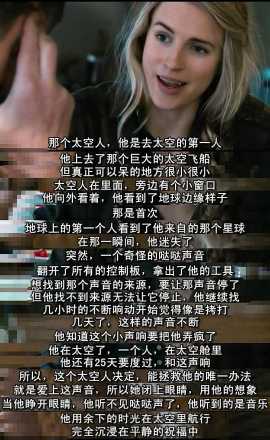 那个太空人，他是去太空的第一人
他上去了那个巨大的太空飞船
但真正可以呆的地方很小很小
太空人在里面，旁边有个小窗口
他向外看着，他看到了地球边缘样子
那是首次
地球上的第一个人看到了他来自的那个星球
在那一瞬间，他迷失了
突然，一个奇怪的哒哒声音
翻开了所有的控制板，拿出了他的工具
想找到那个声音的来源，要让那声音停了
但他找不到来源无法让它停止，他继续找
几小时的不断响动开始觉得像是拷打
几天了，这样的声音不断
他知道这个小声响要把他弄疯了
他在太空了，一个人，在太空舱里
他还有25天要度过，和这声响
所以，这个太空人决定，能拯救他的唯一办法
就是爱上这声音，所以她闭上眼睛，用他的想象
当他睁开眼睛，他听不见哒哒声了，他听到的是音乐
他用余下的时光在太空里航行
完全沉浸在平静的祝福中